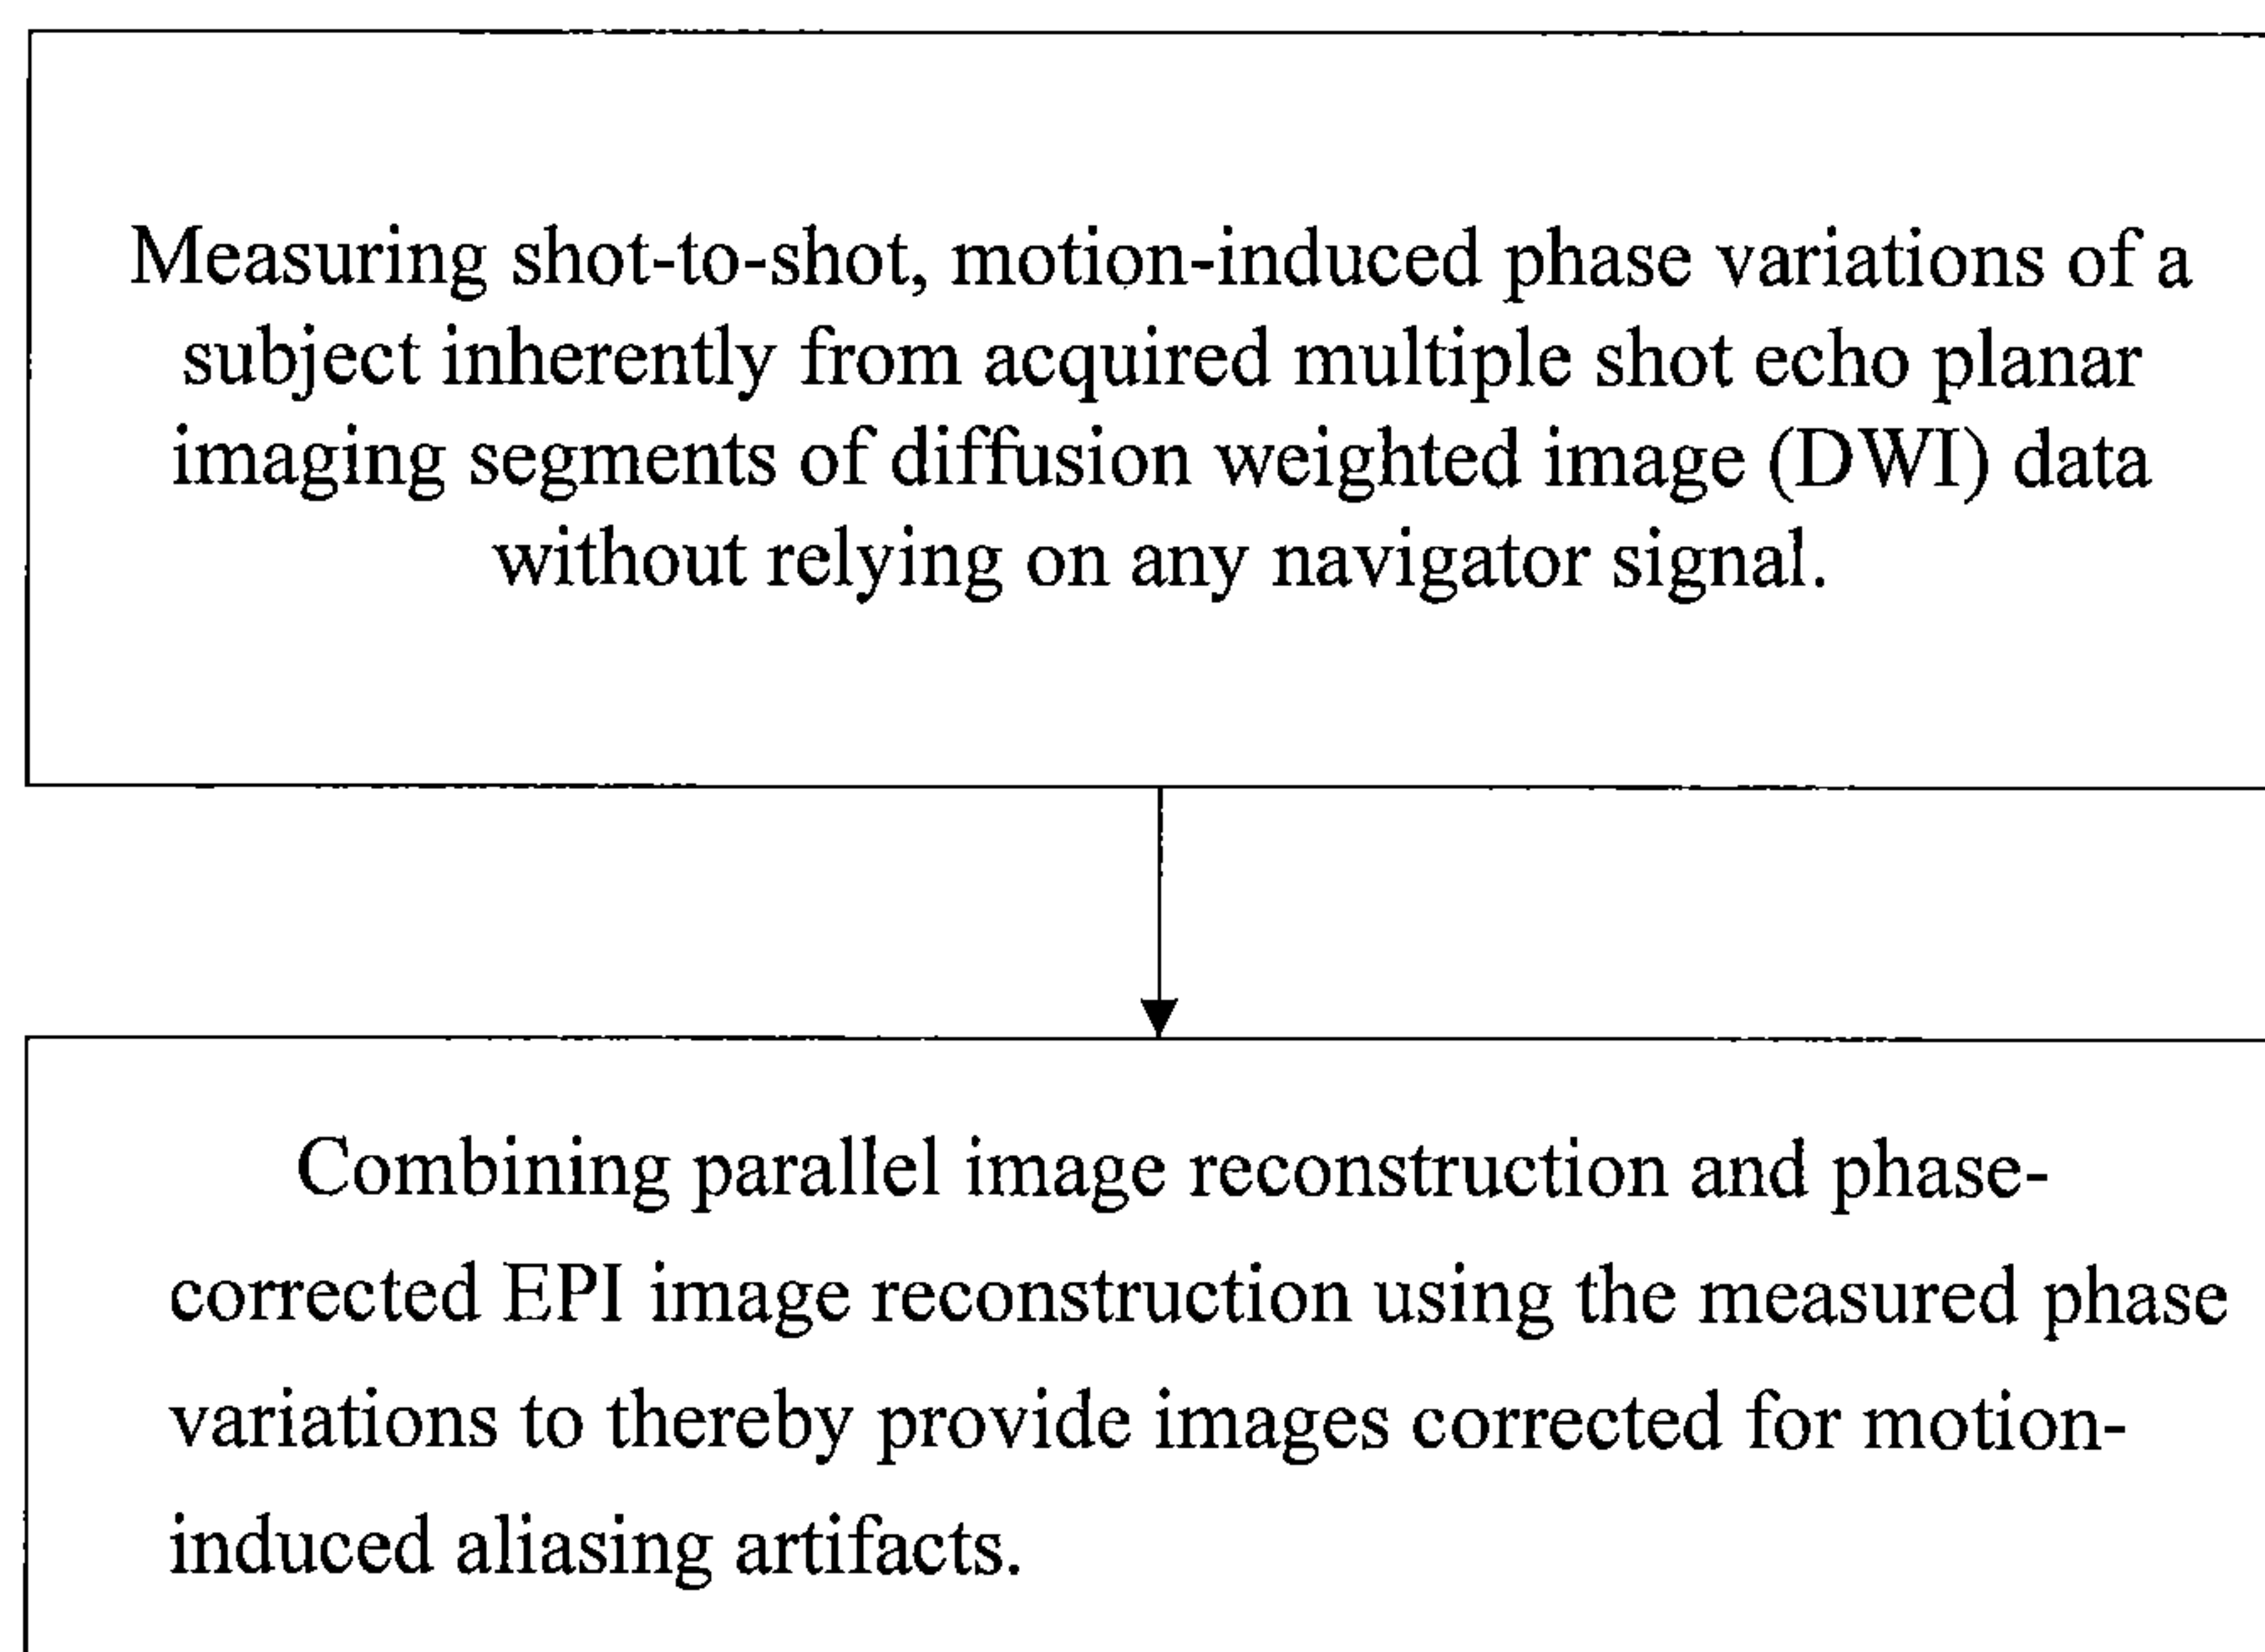 Measuring shot-to-shot, motion-induced phase variations of a
subject inherently from acquired multiple shot echo planar
imaging segments of diffusion weighted image (DWI) data
without relying on any navigator signal.
Combining parallel image reconstruction and phase-
corrected EPI image reconstruction using the measured phase
variations to thereby provide images corrected for motion-
induced aliasing artifacts.